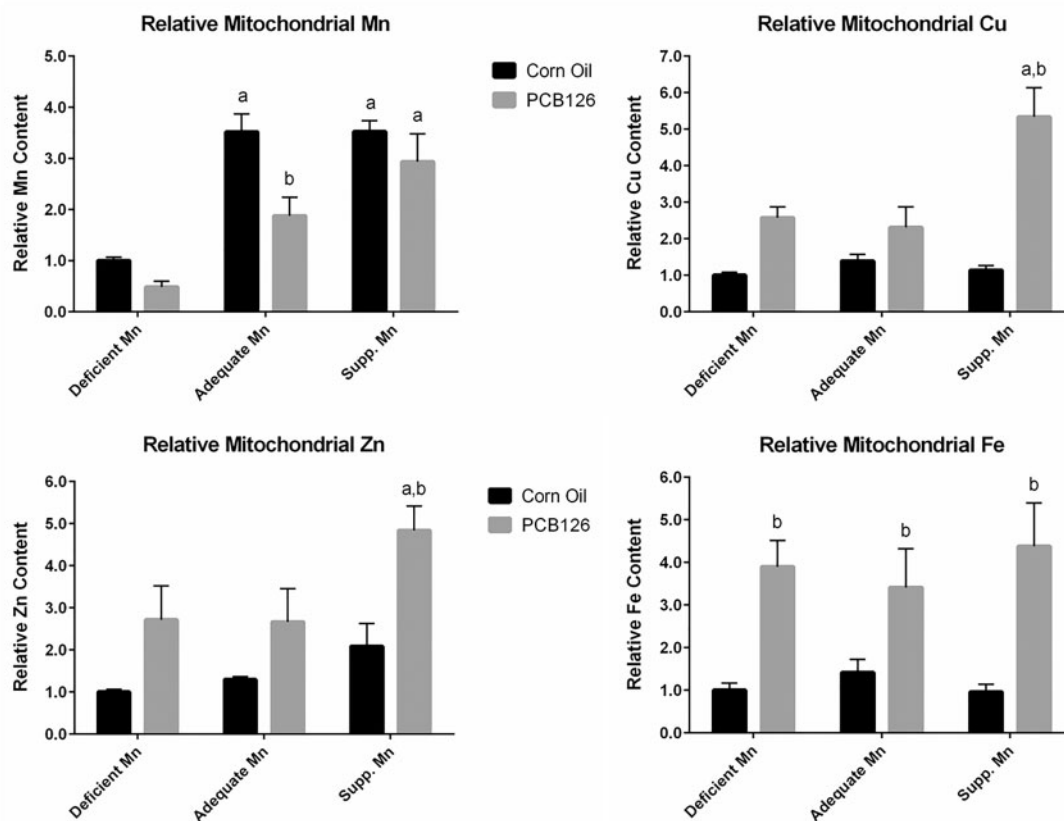 Relative Mitochondrial Mn
Relative Mn Content
5.0
4.0
3.0
2.0
1.0
0.0
a
b
a
a
Deficient Mn
Adequate Mn
Supp. Mn
Corn Oil
PCB126
Relative Mitochondrial Cu
Relative Cu Content
7.0
6.0
5.0
4.0
3.0
2.0
1.0
0.0
a,b
Deficient Mn
Adequate Mn
Supp. Mn
Relative Mitochondrial Zn
Relative Zn Content
6.0
5.0
4.0
3.0
2.0
1.0
0.0
a,b
Deficient Mn
Adequate Mn
Supp. Mn
Corn Oil
PCB126
Relative Mitochondrial Fe
Relative Fe Content
6.0
5.0
4.0
3.0
2.0
1.0
0.0
b
b
b
Deficient Mn
Adequate Mn
Supp. Mn